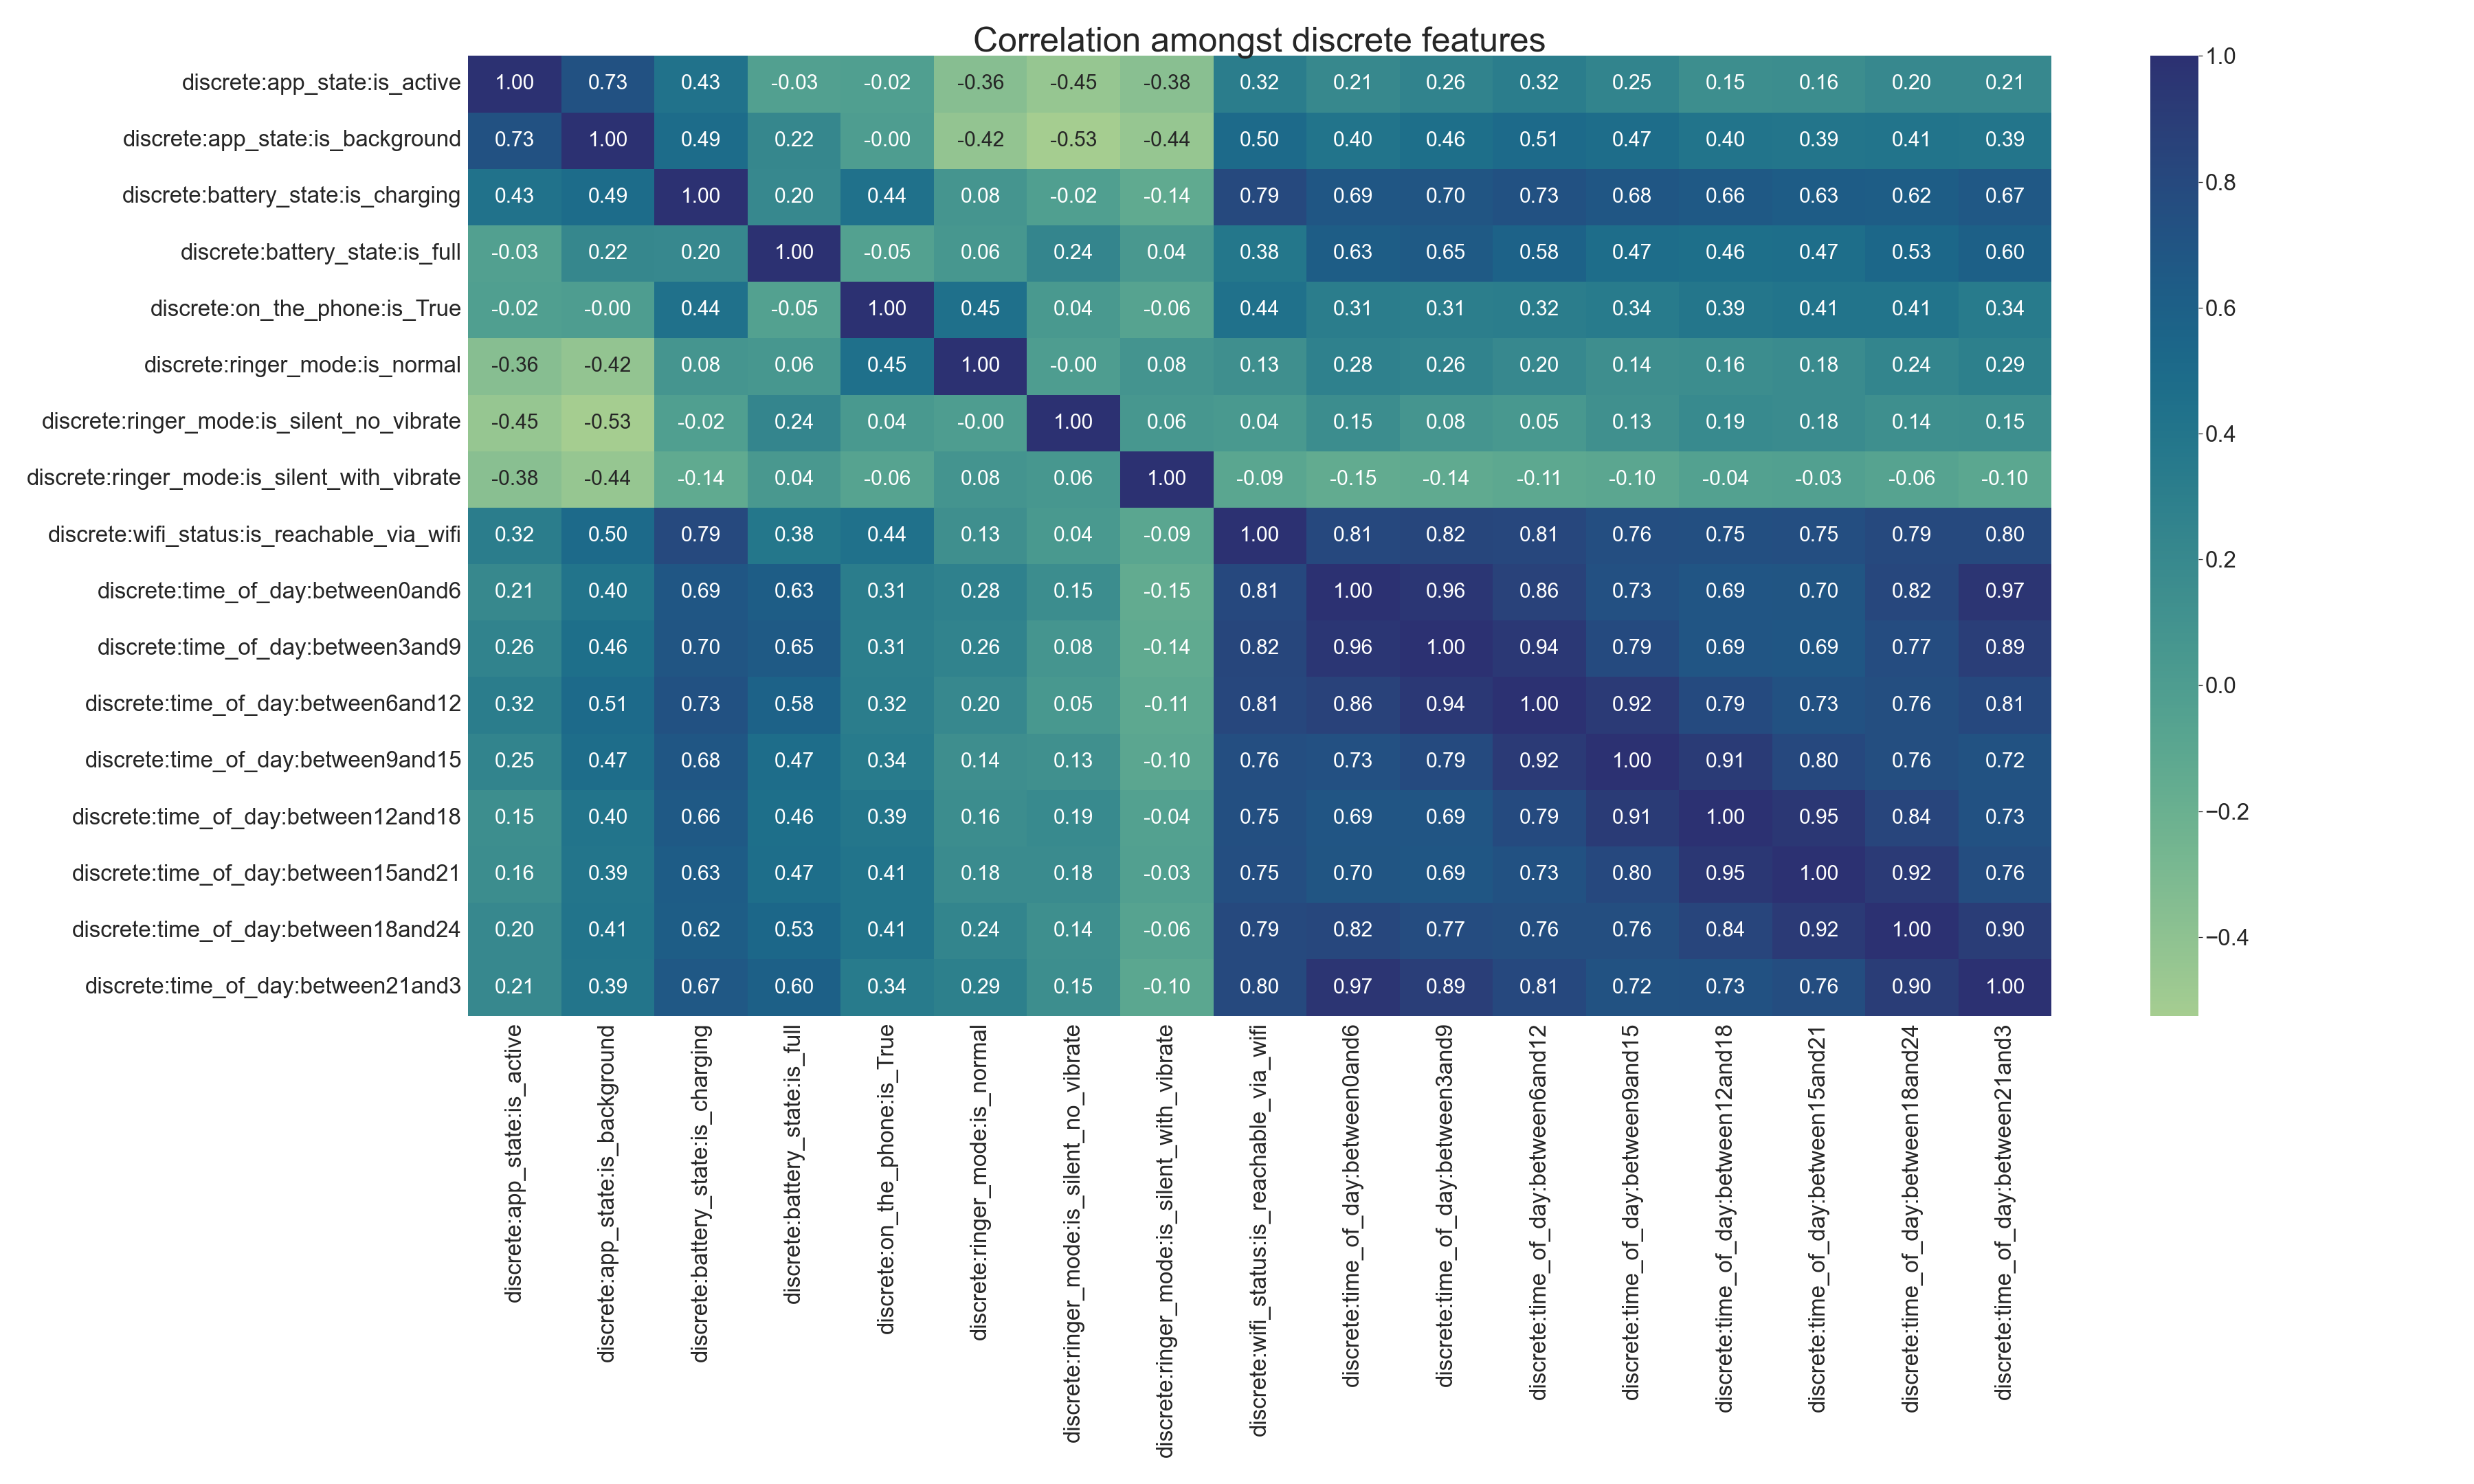 Correlation amongst discrete features
discrete:app_state:is_active 1.00 0.73 0.43 -0.03 -0.02 -0.36 -0.45 -0.38 0.32 0.21 0.26 0.32 0.25 0.15 0.16 0.20 0.21
discrete:app_state:is_background 0.73 1.00 0.49 0.22 -0.00 -0.42 -0.53 -0.44 0.50 0.40 0.46 0.51 0.47 0.40 0.39 0.41 0.39
discrete:battery_state:is_charging 0.43 0.49 1.00 0.20 0.44 0.08 -0.02 -0.14 0.79 0.69 0.70 0.73 0.68 0.66 0.63 0.62 0.67
discrete:battery_state:is_full -0.03 0.22 0.20 1.00 -0.05 0.06 0.24 0.04 0.38 0.63 0.65 0.58 0.47 0.46 0.47 0.53 0.60
discrete:on_the_phone:is_True -0.02 -0.00 0.44 -0.05 1.00 0.45 0.04 -0.06 0.44 0.31 0.31 0.32 0.34 0.39 0.41 0.41 0.34
discrete:ringer_mode:is_normal -0.36 -0.42 0.08 0.06 0.45 1.00 -0.00 0.08 0.13 0.28 0.26 0.20 0.14 0.16 0.18 0.24 0.29
discrete:ringer_mode:is_silent_no_vibrate -0.45 -0.53 -0.02 0.24 0.04 -0.00 1.00 0.06 0.04 0.15 0.08 0.05 0.13 0.19 0.18 0.14 0.15
discrete:ringer_mode:is_silent_with_vibrate -0.38 -0.44 -0.14 0.04 -0.06 0.08 0.06 1.00 -0.09 -0.15 -0.14 -0.11 -0.10 -0.04 -0.03 -0.06 -0.10
discrete:wifi_status:is_reachable_via_wifi 0.32 0.50 0.79 0.38 0.44 0.13 0.04 -0.09 1.00 0.81 0.82 0.81 0.76 0.75 0.75 0.79 0.80
discrete:time_of_day:between0and6 0.21 0.40 0.69 0.63 0.31 0.28 0.15 -0.15 0.81 1.00 0.96 0.86 0.73 0.69 0.70 0.82 0.97
discrete:time_of_day:between3and9 0.26 0.46 0.70 0.65 0.31 0.26 0.08 -0.14 0.82 0.96 1.00 0.94 0.79 0.69 0.69 0.77 0.89
discrete:time_of_day:between6and12 0.32 0.51 0.73 0.58 0.32 0.20 0.05 -0.11 0.81 0.86 0.94 1.00 0.92 0.79 0.73 0.76 0.81
discrete:time_of_day:between9and15 0.25 0.47 0.68 0.47 0.34 0.14 0.13 -0.10 0.76 0.73 0.79 0.92 1.00 0.91 0.80 0.76 0.72
discrete:time_of_day:between12and18 0.15 0.40 0.66 0.46 0.39 0.16 0.19 -0.04 0.75 0.69 0.69 0.79 0.91 1.00 0.95 0.84 0.73
discrete:time_of_day:between15and21 0.16 0.39 0.63 0.47 0.41 0.18 0.18 -0.03 0.75 0.70 0.69 0.73 0.80 0.95 1.00 0.92 0.76
discrete:time_of_day:between18and24 0.20 0.41 0.62 0.53 0.41 0.24 0.14 -0.06 0.79 0.82 0.77 0.76 0.76 0.84 0.92 1.00 0.90
discrete:time_of_day:between21and3 0.21 0.39 0.67 0.60 0.34 0.29 0.15 -0.10 0.80 0.97 0.89 0.81 0.72 0.73 0.76 0.90 1.00
discrete:app_state:is_active
discrete:app_state:is_background
discrete:battery_state:is_charging
discrete:battery_state:is_full
discrete:on_the_phone:is_True
discrete:ringer_mode:is_normal
discrete:ringer_mode:is_silent_no_vibrate
discrete:ringer_mode:is_silent_with_vibrate
discrete:wifi_status:is_reachable_via_wifi
discrete:time_of_day:between0and6
discrete:time_of_day:between3and9
discrete:time_of_day:between6and12
discrete:time_of_day:between9and15
discrete:time_of_day:between12and18
discrete:time_of_day:between15and21
discrete:time_of_day:between18and24
discrete:time_of_day:between21and3
1.0
0.8
0.6
0.4
0.2
0.0
−0.2
−0.4